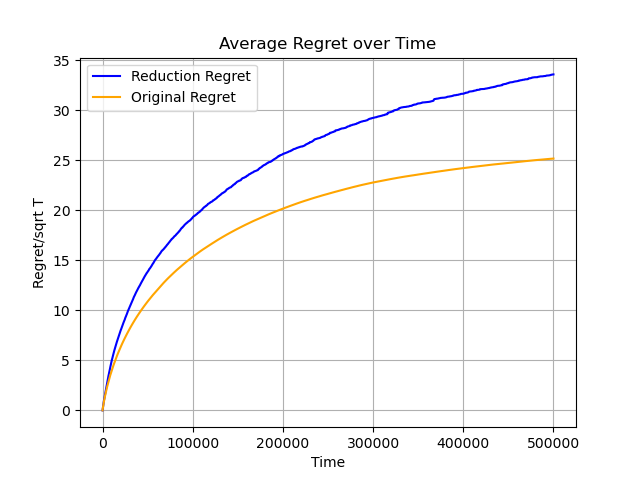 Average Regret over Time
Reduction Regret
Original Regret
Regret/sqrt T
35
30
25
20
15
10
5
0
0 100000 200000 300000 400000 500000
Time